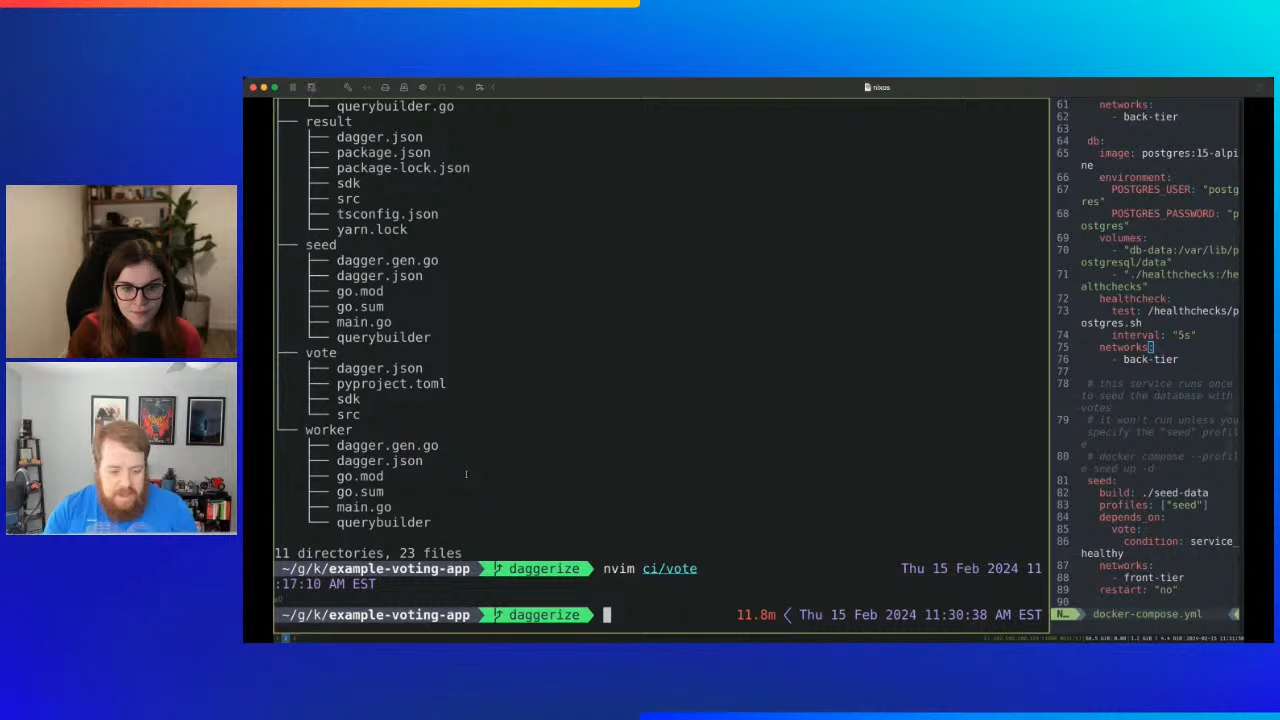 nixos
└── querybuilder.go
├── result
├── dagger.json
├── package.json
├── package-lock.json
├── sdk
├── src
├── tsconfig.json
└── yarn.lock
├── seed
├── dagger.gen.go
├── dagger.json
├── go.mod
├── go.sum
├── main.go
└── querybuilder
├── vote
├── dagger.json
├── pyproject.toml
├── sdk
└── src
└── worker
├── dagger.gen.go
├── dagger.json
├── go.mod
├── go.sum
├── main.go
└── querybuilder
11 directories, 23 files
~/g/k/example-voting-app daggerize nvim ci/vote Thu 15 Feb 2024 11
:17:10 AM EST
~/g/k/example-voting-app daggerize 11.8m Thu 15 Feb 2024 11:30:38 AM EST
61 networks:
62 - back-tier
63
64 db:
65 image: postgres:15-alpi
ne
66 environment:
67 POSTGRES_USER: "postg
res"
68 POSTGRES_PASSWORD: "p
ostgres"
69 volumes:
70 - "db-data:/var/lib/p
ostgresql/data"
71 - "./healthchecks:/he
althchecks"
72 healthcheck:
73 test: /healthchecks/p
ostgres.sh
74 interval: "5s"
75 networks:
76 - back-tier
77
78 # this service runs once
to seed the database with
votes
79 # it won't run unless you
specify the "seed" profil
e
80 # docker compose --profil
e seed up -d
81 seed:
82 build: ./seed-data
83 profiles: ["seed"]
84 depends_on:
85 vote:
86 condition: service_
healthy
87 networks:
88 - front-tier
89 restart: "no"
90
N… docker-compose.yml